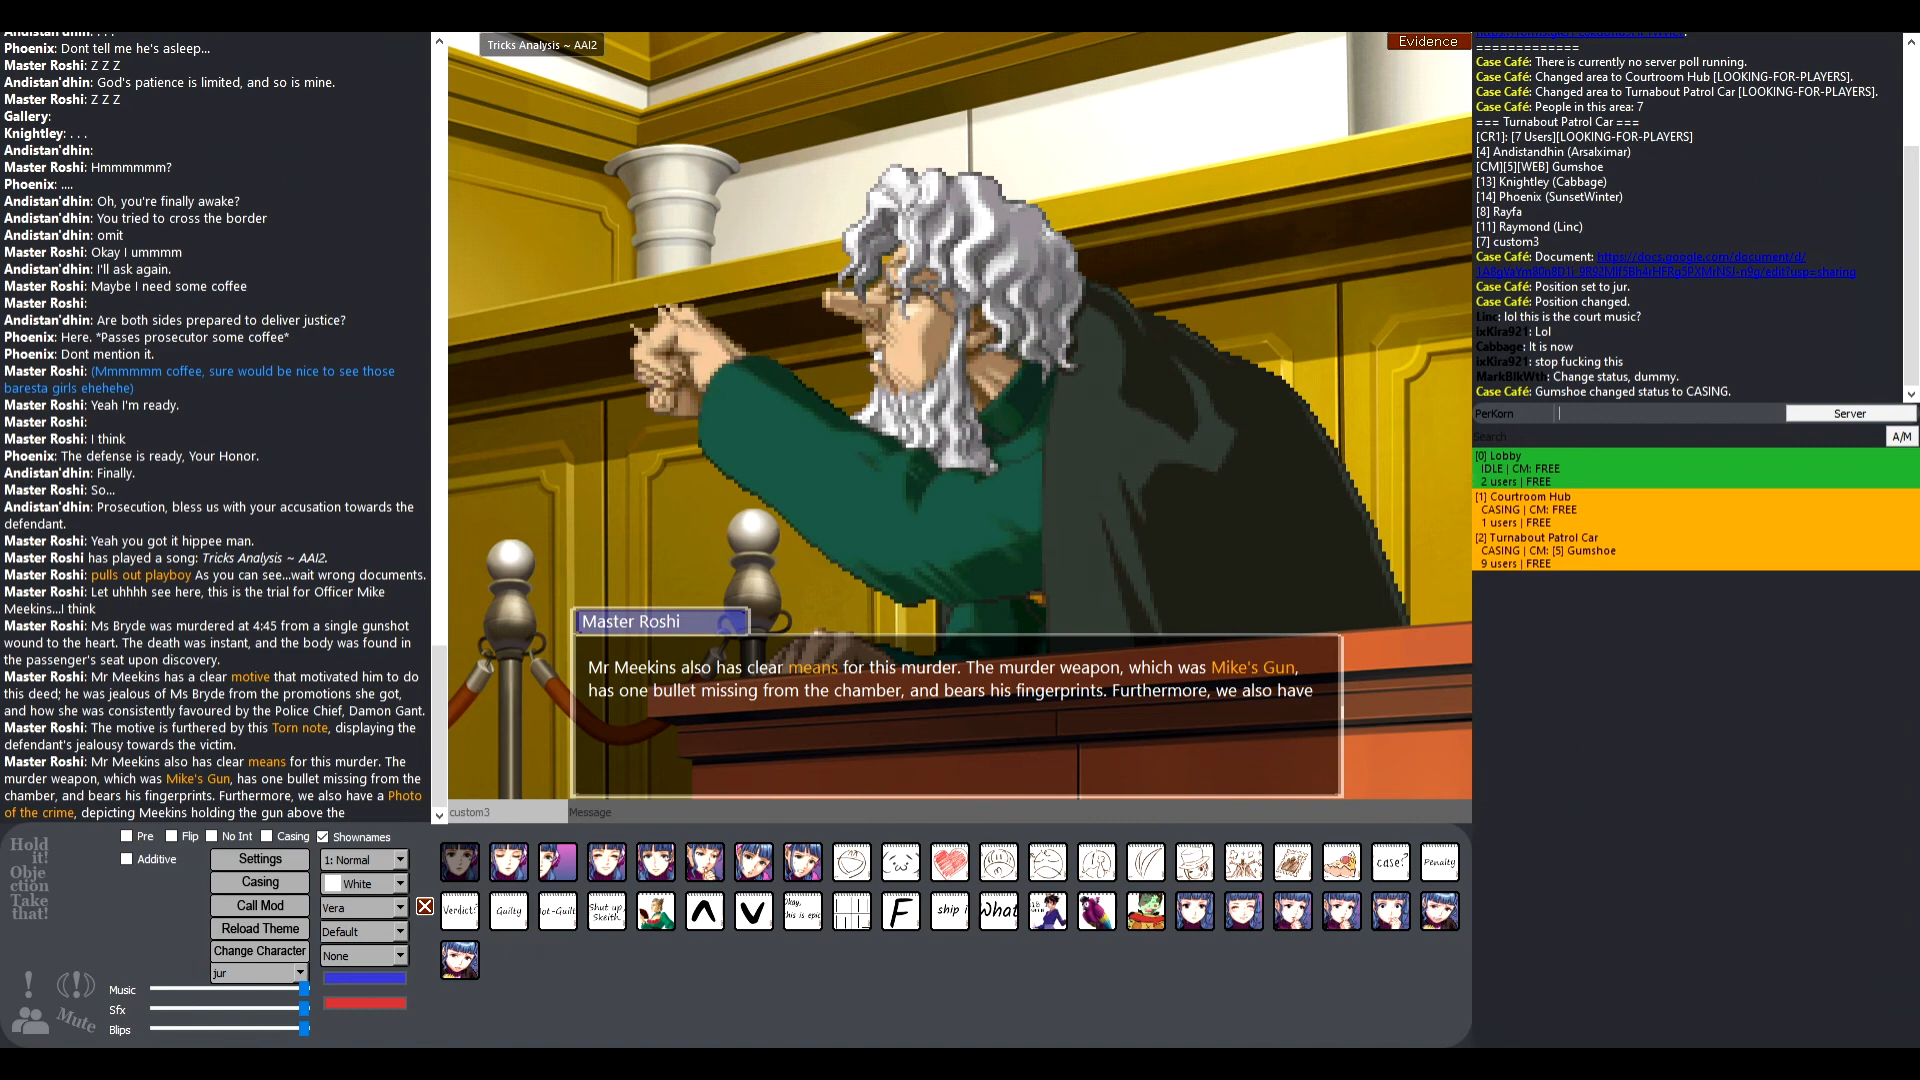 Andistan'dhin: . . .
Phoenix: Dont tell me he's asleep...
Master Roshi: Z Z Z
Andistan'dhin: God's patience is limited, and so is mine.
Master Roshi: Z Z Z
Gallery:
Knightley: . . .
Andistan'dhin:
Master Roshi: Hmmmmmm?
Phoenix: ....
Andistan'dhin: Oh, you're finally awake?
Andistan'dhin: You tried to cross the border
Andistan'dhin: omit
Master Roshi: Okay I ummmm
Andistan'dhin: I'll ask again.
Master Roshi: Maybe I need some coffee
Master Roshi:
Andistan'dhin: Are both sides prepared to deliver justice?
Phoenix: Here. *Passes prosecutor some coffee*
Phoenix: Dont mention it.
Master Roshi: (Mmmmmm coffee, sure would be nice to see those
baresta girls ehehehe)
Master Roshi: Yeah I'm ready.
Master Roshi:
Master Roshi: I think
Phoenix: The defense is ready, Your Honor.
Andistan'dhin: Finally.
Master Roshi: So...
Andistan'dhin: Prosecution, bless us with your accusation towards the
defendant.
Master Roshi: Yeah you got it hippee man.
Master Roshi has played a song: Tricks Analysis ~ AAI2.
Master Roshi: pulls out playboy As you can see...wait wrong documents.
Master Roshi: Let uhhhh see here, this is the trial for Officer Mike
Meekins...I think
Master Roshi: Ms Bryde was murdered at 4:45 from a single gunshot
wound to the heart. The death was instant, and the body was found in
the passenger's seat upon discovery.
Master Roshi: Mr Meekins has a clear motive that motivated him to do
this deed; he was jealous of Ms Bryde from the promotions she got,
and how she was consistently favoured by the Police Chief, Damon Gant.
Master Roshi: The motive is furthered by this Torn note, displaying the
defendant's jealousy towards the victim.
Master Roshi: Mr Meekins also has clear means for this murder. The
murder weapon, which was Mike's Gun, has one bullet missing from the
chamber, and bears his fingerprints. Furthermore, we also have a Photo
of the crime, depicting Meekins holding the gun above the
Tricks Analysis ~ AAI2
Evidence
Master Roshi
Mr Meekins also has clear means for this murder. The murder weapon, which was Mike's Gun,
has one bullet missing from the chamber, and bears his fingerprints. Furthermore, we also have
custom3
Message
=============
Case Café: There is currently no server poll running.
Case Café: Changed area to Courtroom Hub [LOOKING-FOR-PLAYERS].
Case Café: Changed area to Turnabout Patrol Car [LOOKING-FOR-PLAYERS].
Case Café: People in this area: 7
=== Turnabout Patrol Car ===
[CR1]: [7 Users][LOOKING-FOR-PLAYERS]
[4] Andistandhin (Arsalximar)
[CM][5][WEB] Gumshoe
[13] Knightley (Cabbage)
[14] Phoenix (SunsetWinter)
[8] Rayfa
[11] Raymond (Linc)
[7] custom3
Case Café: Document: https://docs.google.com/document/d/
Case Café: Position set to jur.
Case Café: Position changed.
Linc: lol this is the court music?
ixKira921: Lol
Cabbage: It is now
ixKira921: stop fucking this
MarkBlkWth: Change status, dummy.
Case Café: Gumshoe changed status to CASING.
PerKorn
Server
Search
A/M
[0] Lobby
IDLE | CM: FREE
2 users | FREE
[1] Courtroom Hub
CASING | CM: FREE
1 users | FREE
[2] Turnabout Patrol Car
CASING | CM: [5] Gumshoe
9 users | FREE
Hold
it!
Obje
ction
Take
that!
Pre
Flip
No Int
Casing
Shownames
Additive
Settings
1: Normal
Casing
White
Call Mod
Vera
Reload Theme
Default
Change Character
None
jur
Music
Sfx
Blips
Mute
case?
Penalty
Verdict?
Guilty
ot-Guilt
Shut up,
Skeith.
Okay,
his is epic
F
ship i
What